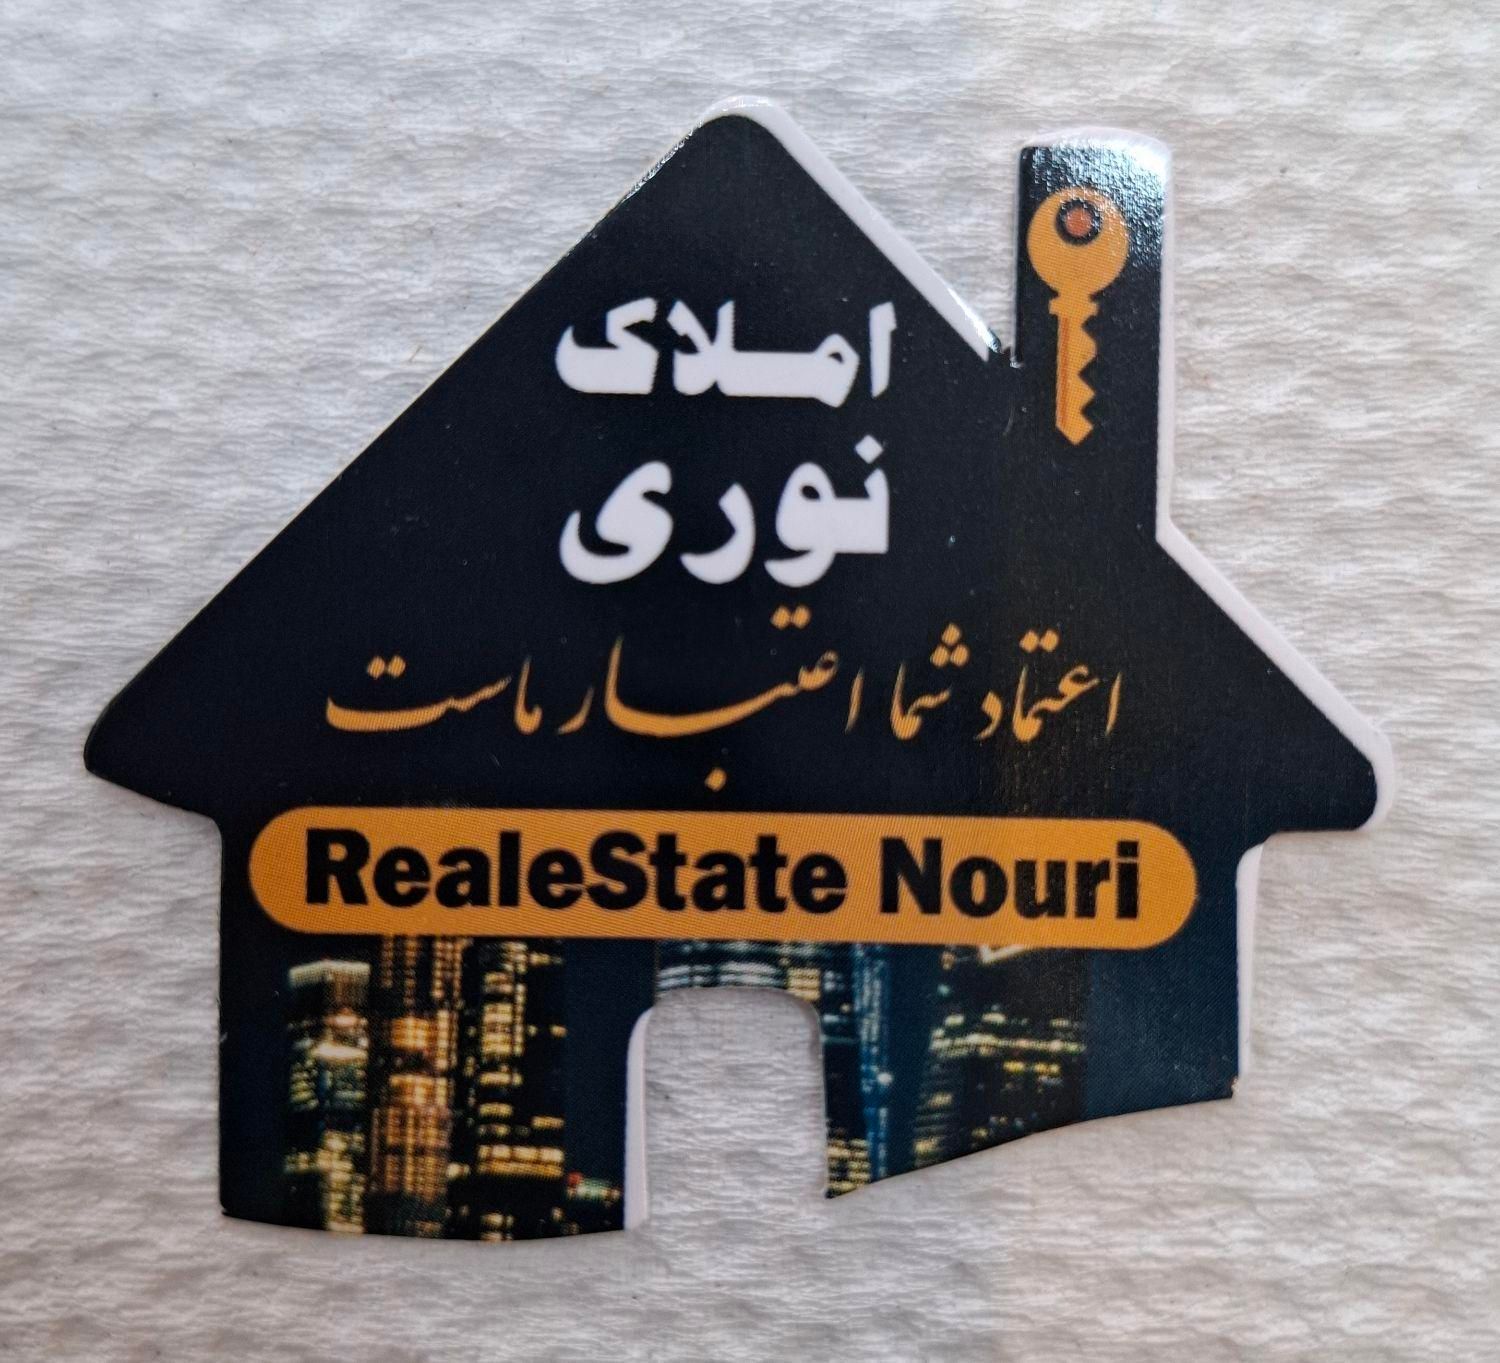 املاک
نوری
اعتماد شما اعتبار ماست
RealeState Nouri